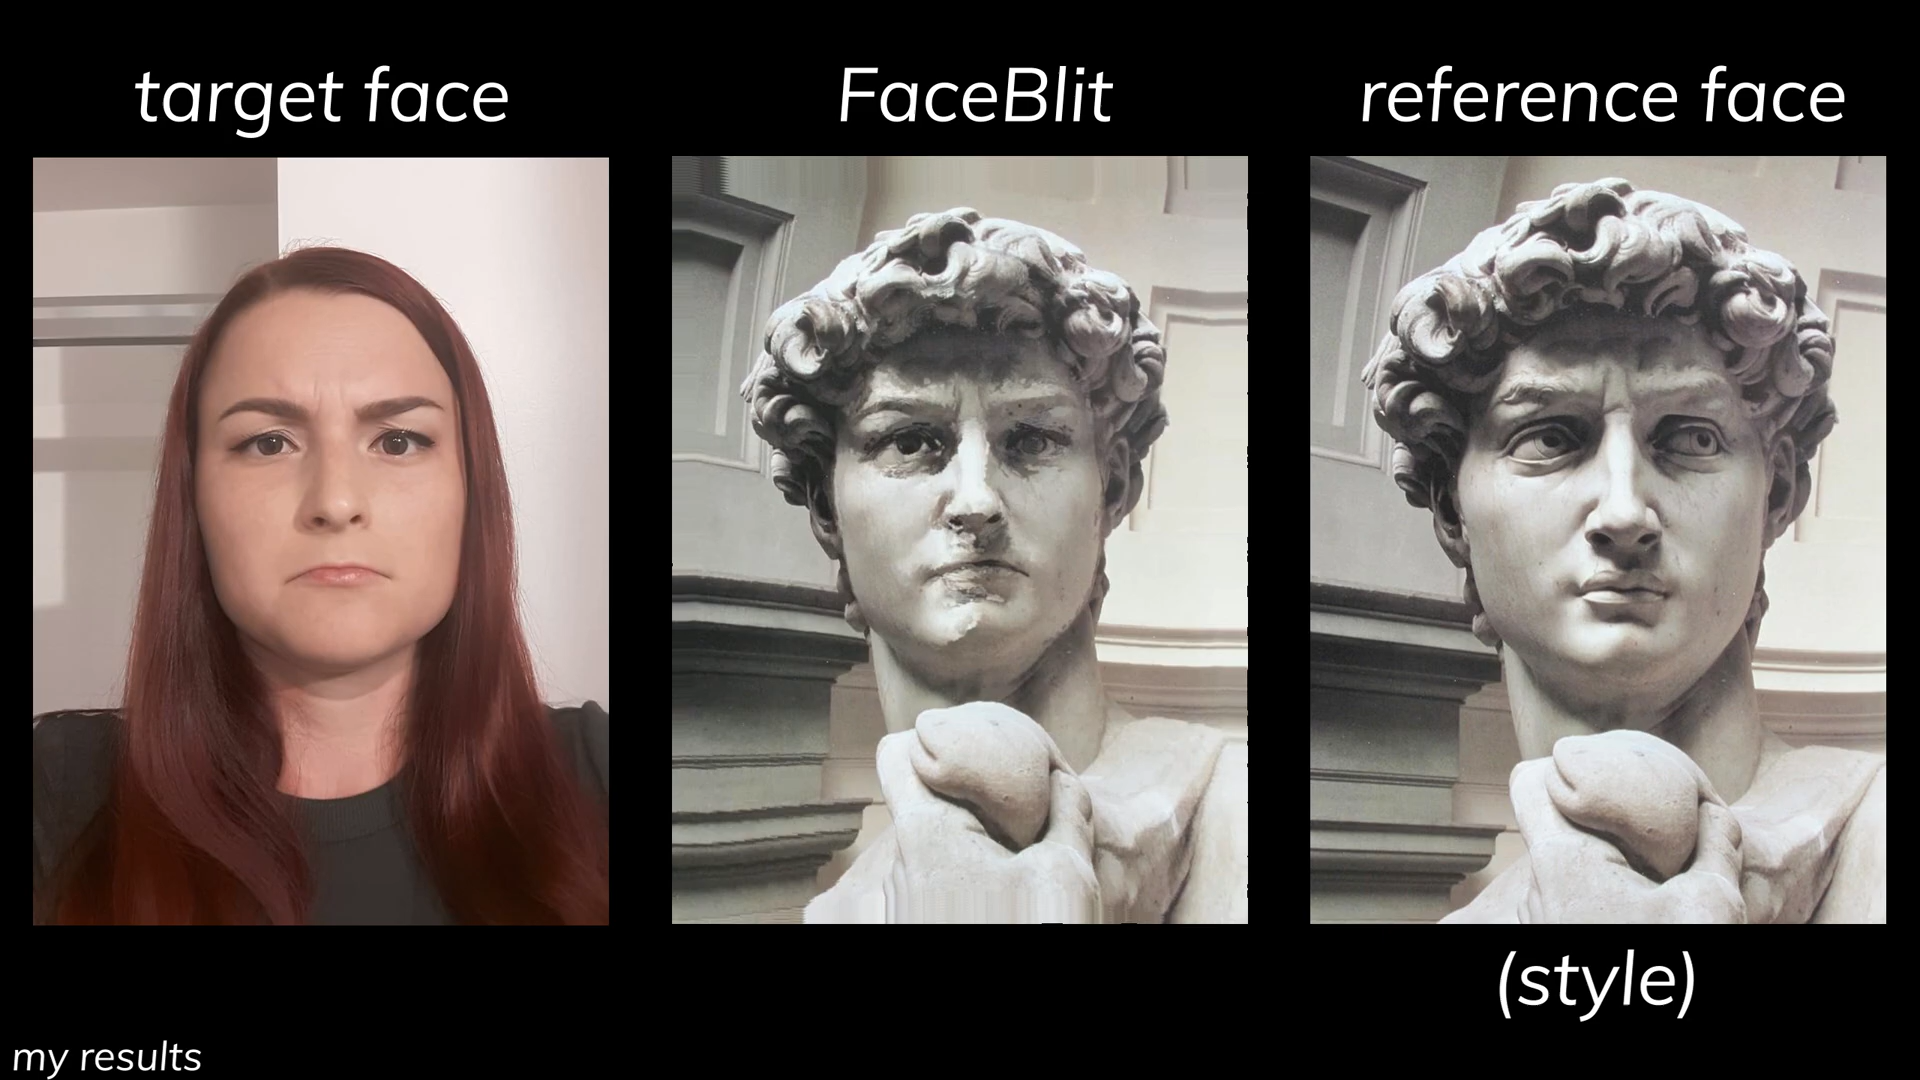 target face
FaceBlit
reference face
(style)
my results